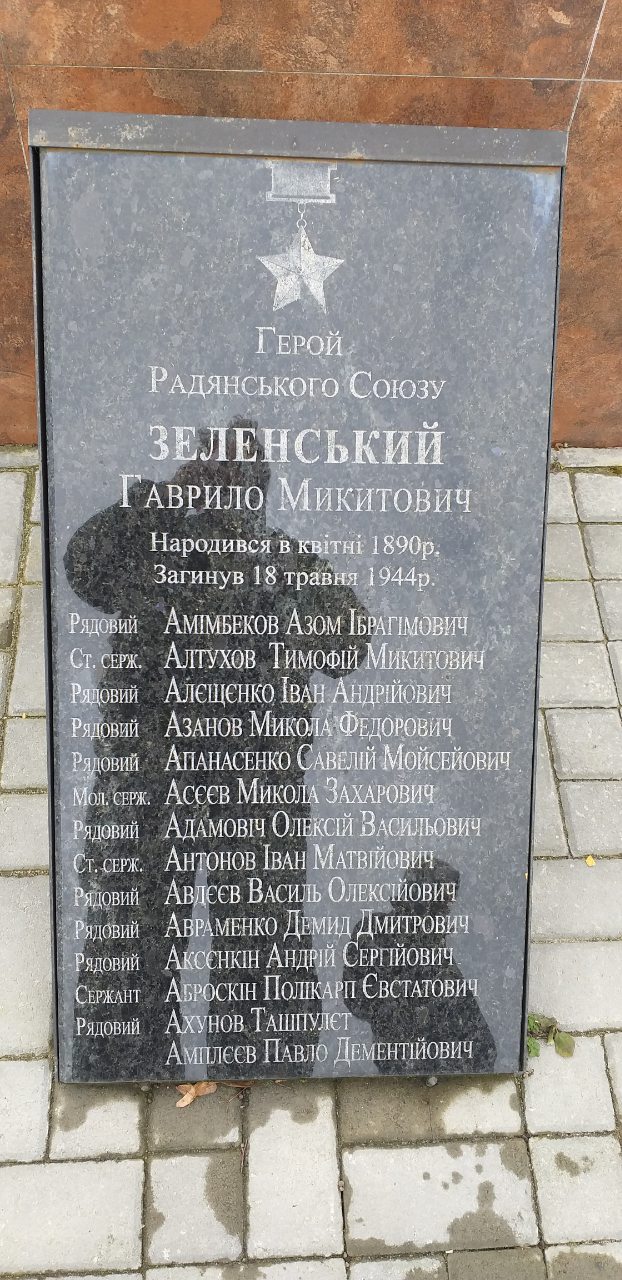 Герой
Радянського Союзу
ЗЕЛЕНСЬКИЙ
Гаврило Микитович
Народився в квітні 1890р.
Загинув 18 травня 1944р.
Рядовий Амімбеков Азом Ібрагімович
Ст. серж. Алтухов Тимофій Микитович
Рядовий Алєщєнко Іван Андрійович
Рядовий Азанов Микола Федорович
Рядовий Апанасенко Савелій Мойсейович
Мол. серж. Асєєв Микола Захарович
Рядовий Адамовіч Олексій Васильович
Ст. серж. Антонов Іван Матвійович
Рядовий Авдєєв Василь Олексійович
Рядовий Авраменко Демид Дмитрович
Рядовий Аксєнкін Андрій Сергійович
Сержант Аброскін Полікарп Євстатович
Рядовий Ахунов Ташпулєт
Амплєєв Павло Дементійович